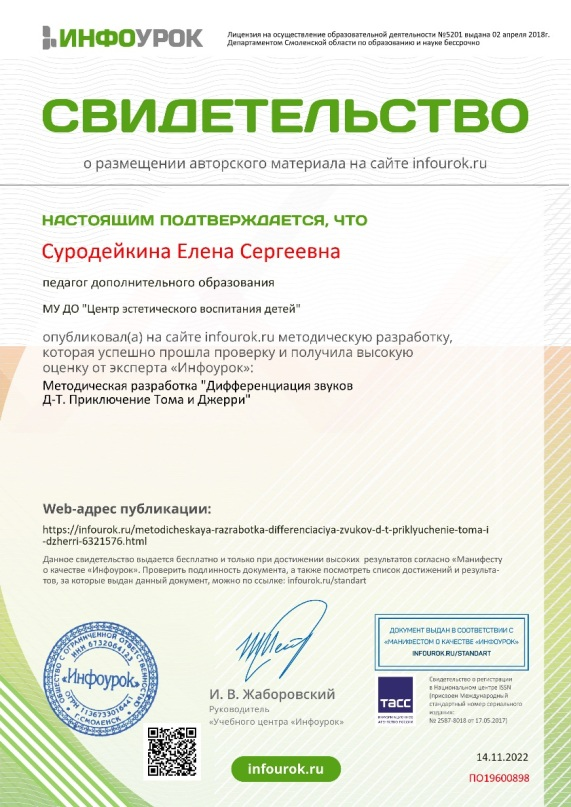 ИНФОУРОК
Лицензия на осуществление образовательной деятельности №5201 выдана 02 апреля 2018г.
Департаментом Смоленской области по образованию и науке бессрочно
СВИДЕТЕЛЬСТВО
о размещении авторского материала на сайте infourok.ru
НАСТОЯЩИМ ПОДТВЕРЖДАЕТСЯ, ЧТО
Суродейкина Елена Сергеевна
педагог дополнительного образования
МУ ДО "Центр эстетического воспитания детей"
опубликовал(а) на сайте infourok.ru методическую разработку,
которая успешно прошла проверку и получила высокую
оценку от эксперта «Инфоурок»:
Методическая разработка "Дифференциация звуков
Д-Т. Приключение Тома и Джерри"
Web-адрес публикации:
https://infourok.ru/metodicheskaya-razrabotka-differenciaciya-zvukov-d-t-priklyuchenie-toma-i
-dzherri-6321576.html
Данное свидетельство выдается бесплатно и только при достижении высоких результатов согласно «Манифесту
о качестве «Инфоурок». Проверить подлинность документа, а также посмотреть список достижений и результа-
тов, за которые выдан данный документ, можно по ссылке: infourok.ru/standart
ОБЩЕСТВО С ОГРАНИЧЕННОЙ ОТВЕТСТВЕННОСТЬЮ
ИНН 6732064123
«Инфоурок»
ОГРН 1136733016441
Г.СМОЛЕНСК
И. В. Жаборовский
Руководитель
«Учебного центра «Инфоурок»
ДОКУМЕНТ ВЫДАН В СООТВЕТСТВИИ С
«МАНИФЕСТОМ О КАЧЕСТВЕ «ИНФОУРОК»
INFOUROK.RU/STANDART
ТАСС
ИНФОРМАЦИОННОЕ
АГЕНТСТВО РОССИИ
Свидетельство о регистрации
в Национальном центре ISSN
(присвоен Международный
стандартный номер сериального
издания:
№ 2587-8018 от 17.05.2017)
infourok.ru
14.11.2022
ПО19600898